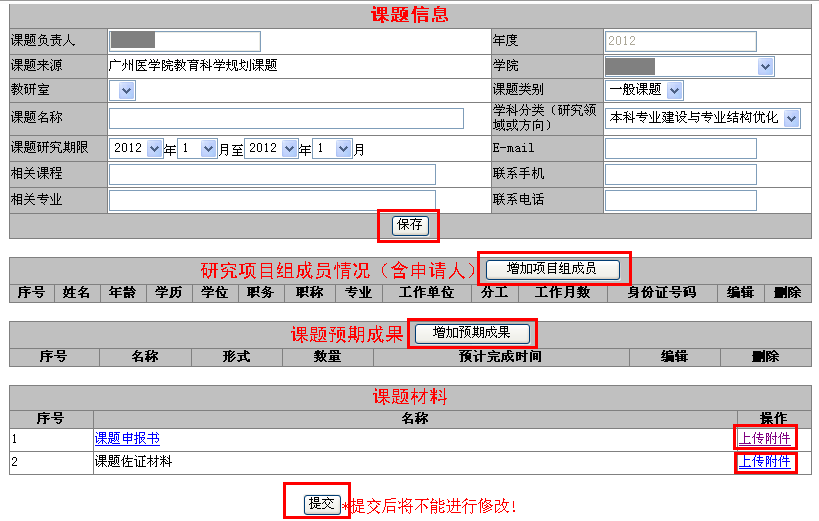 课题信息
课题负责人 年度 2012
课题来源 广州医学院教育科学规划课题 学院
教研室 课题类别 一般课题
课题名称 学科分类（研究领域或方向） 本科专业建设与专业结构优化
课题研究期限 2012 年 1 月至 2012 年 1 月 E-mail
相关课程 联系手机
相关专业 联系电话
保存
研究项目组成员情况（含申请人） 增加项目组成员
序号 姓名 年龄 学历 学位 职务 职称 专业 工作单位 分工 工作月数 身份证号码 编辑 删除
课题预期成果 增加预期成果
序号 名称 形式 数量 预计完成时间 编辑 删除
课题材料
序号 名称 操作
1 课题申报书 上传附件
2 课题佐证材料 上传附件
提交 *提交后将不能进行修改!